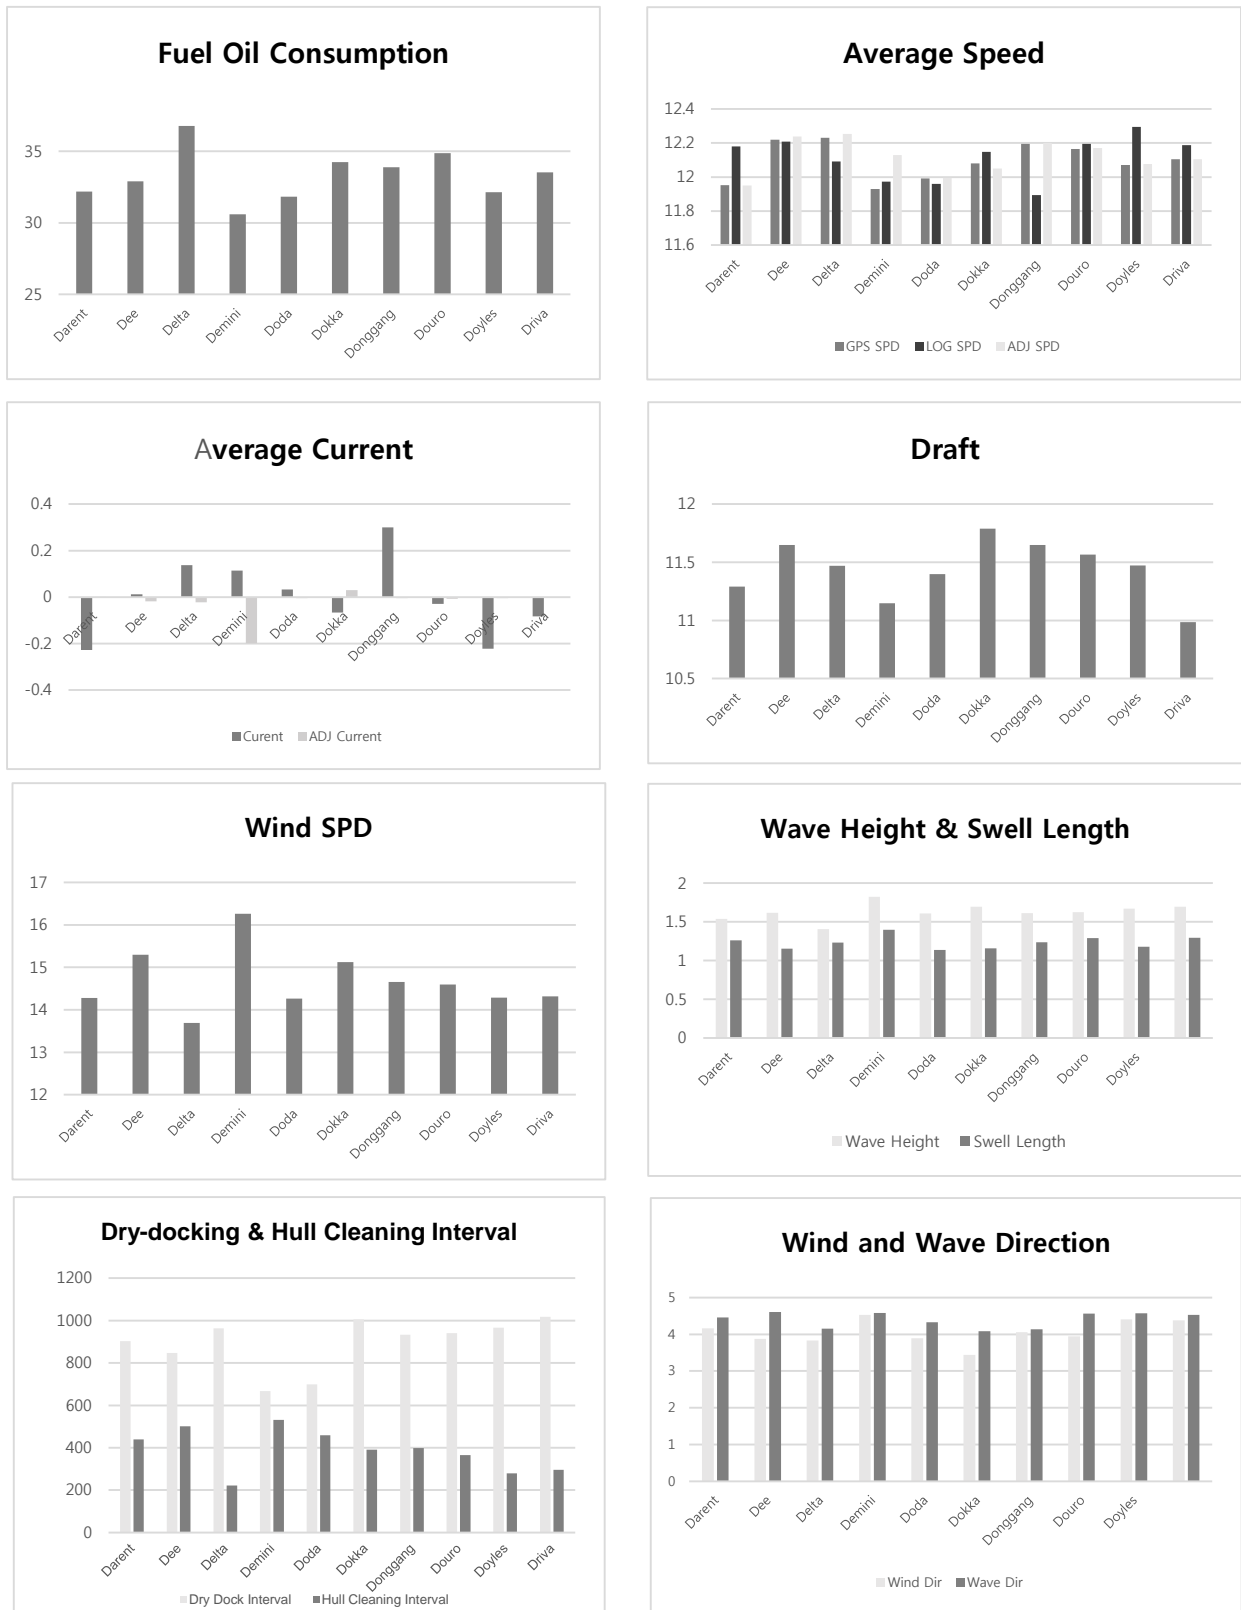 Fuel Oil Consumption
35
30
25
Darent Dee Delta Demini Doda Dokka Donggang Douro Doyles Driva
Average Speed
12.4
12.2
12
11.8
11.6
Darent Dee Delta Demini Doda Dokka Donggang Douro Doyles Driva
GPS SPD LOG SPD ADJ SPD
Average Current
0.4
0.2
0
-0.2
-0.4
Darent Dee Delta Demini Doda Dokka Donggang Douro Doyles Driva
Curent ADJ Current
Draft
12
11.5
11
10.5
Darent Dee Delta Demini Doda Dokka Donggang Douro Doyles Driva
Wind SPD
17
16
15
14
13
12
Darent Dee Delta Demini Doda Dokka Donggang Douro Doyles Driva
Wave Height & Swell Length
2
1.5
1
0.5
0
Darent Dee Delta Demini Doda Dokka Donggang Douro Doyles
Wave Height Swell Length
Dry-docking & Hull Cleaning Interval
1200
1000
800
600
400
200
0
Darent Dee Delta Demini Doda Dokka Donggang Douro Doyles Driva
Dry Dock Interval Hull Cleaning Interval
Wind and Wave Direction
5
4
3
2
1
0
Darent Dee Delta Demini Doda Dokka Donggang Douro Doyles
Wind Dir Wave Dir